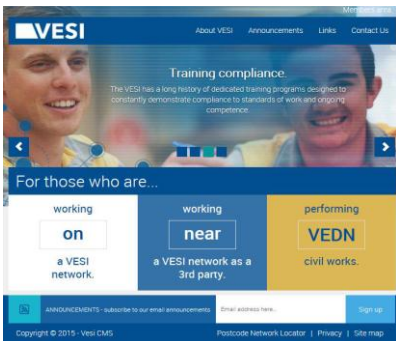 Members area
VESI
About VESI Announcements Links Contact Us
Training compliance.
The VESI has a long history of dedicated training programs designed to
constantly demonstrate compliance to standards of work and ongoing
competence.
For those who are...
working
on
a VESI
network.
working
near
a VESI network as a
3rd party.
performing
VEDN
civil works.
ANNOUNCEMENTS - subscribe to our email announcements Email address here.. Sign up
Copyright © 2015 - Vesi CMS Postcode Network Locator | Privacy | Site map